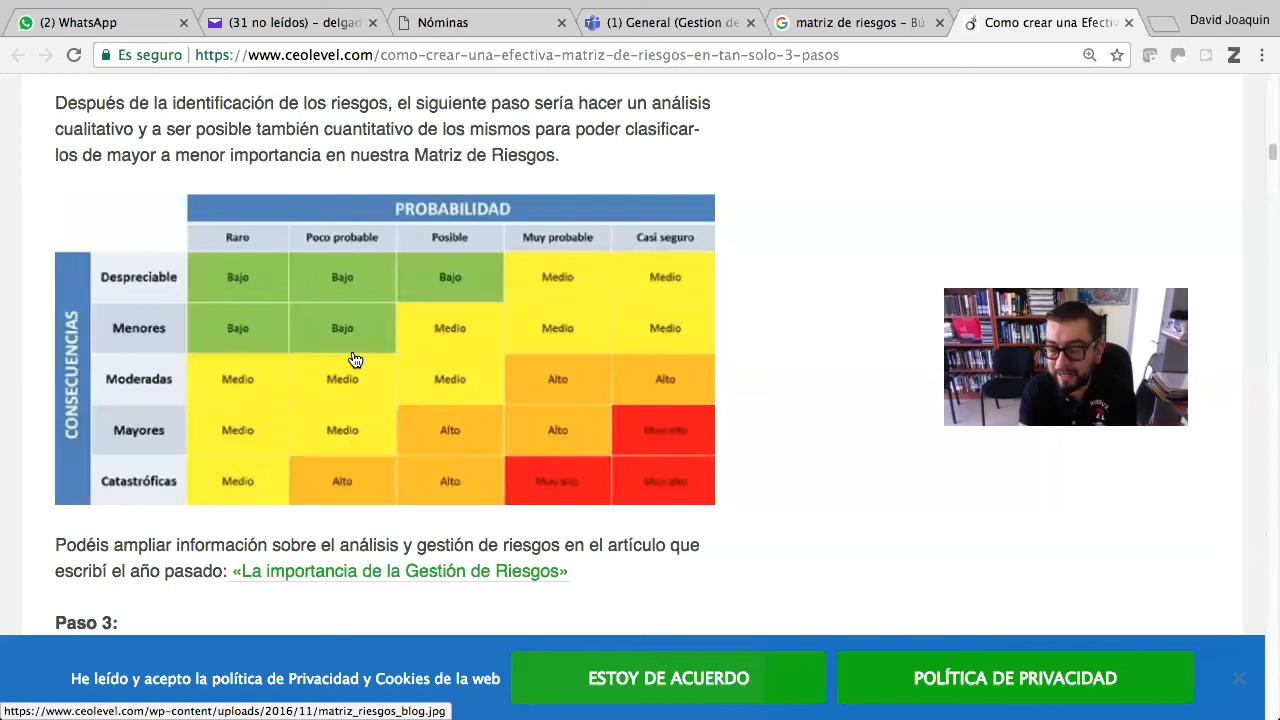 (2) WhatsApp
(31 no leídos) – delgad
Nóminas
(1) General (Gestion de
matriz de riesgos - Bú
Como crear una Efectiv
David Joaquin
Es seguro
https://www.ceolevel.com/como-crear-una-efectiva-matriz-de-riesgos-en-tan-solo-3-pasos
Después de la identificación de los riesgos, el siguiente paso sería hacer un análisis
cualitativo y a ser posible también cuantitativo de los mismos para poder clasificar-
los de mayor a menor importancia en nuestra Matriz de Riesgos.
PROBABILIDAD
Raro Poco probable Posible Muy probable Casi seguro
CONSECUENCIAS
Despreciable Bajo Bajo Bajo Medio Medio
Menores Bajo Bajo Medio Medio Medio
Moderadas Medio Medio Medio Alto Alto
Mayores Medio Medio Alto Alto Muy alto
Catastróficas Medio Alto Alto Muy alto Muy alto
Podéis ampliar información sobre el análisis y gestión de riesgos en el artículo que
escribí el año pasado: «La importancia de la Gestión de Riesgos»
Paso 3:
He leído y acepto la política de Privacidad y Cookies de la web
ESTOY DE ACUERDO
POLÍTICA DE PRIVACIDAD
https://www.ceolevel.com/wp-content/uploads/2016/11/matriz_riesgos_blog.jpg